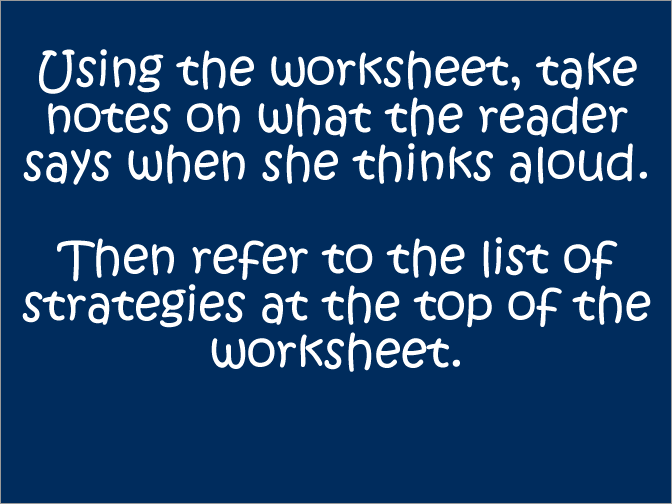 Using the worksheet, take
notes on what the reader
says when she thinks aloud.
Then refer to the list of
strategies at the top of the
worksheet.